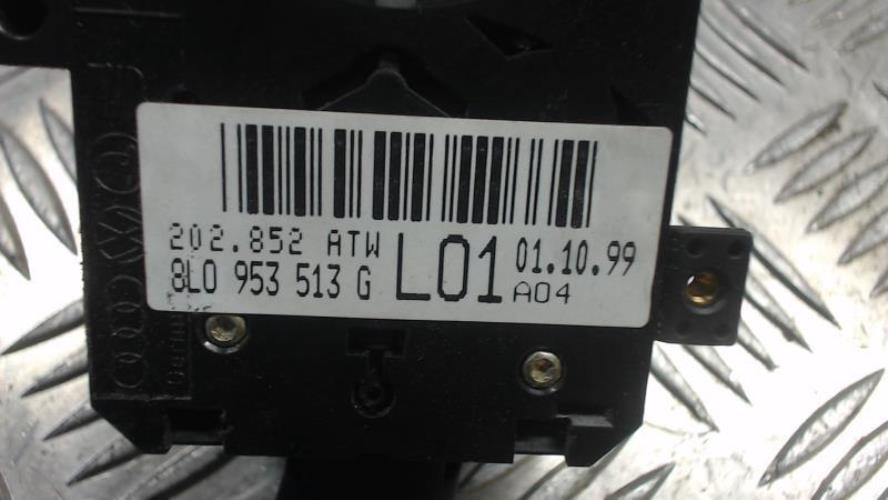 202.852 ATW
8L0 953 513 G
L01
01.10.99
A04